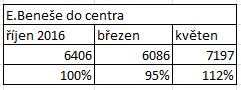 E.Beneše do centra
říjen 2016 březen květen
6406 6086 7197
100% 95% 112%